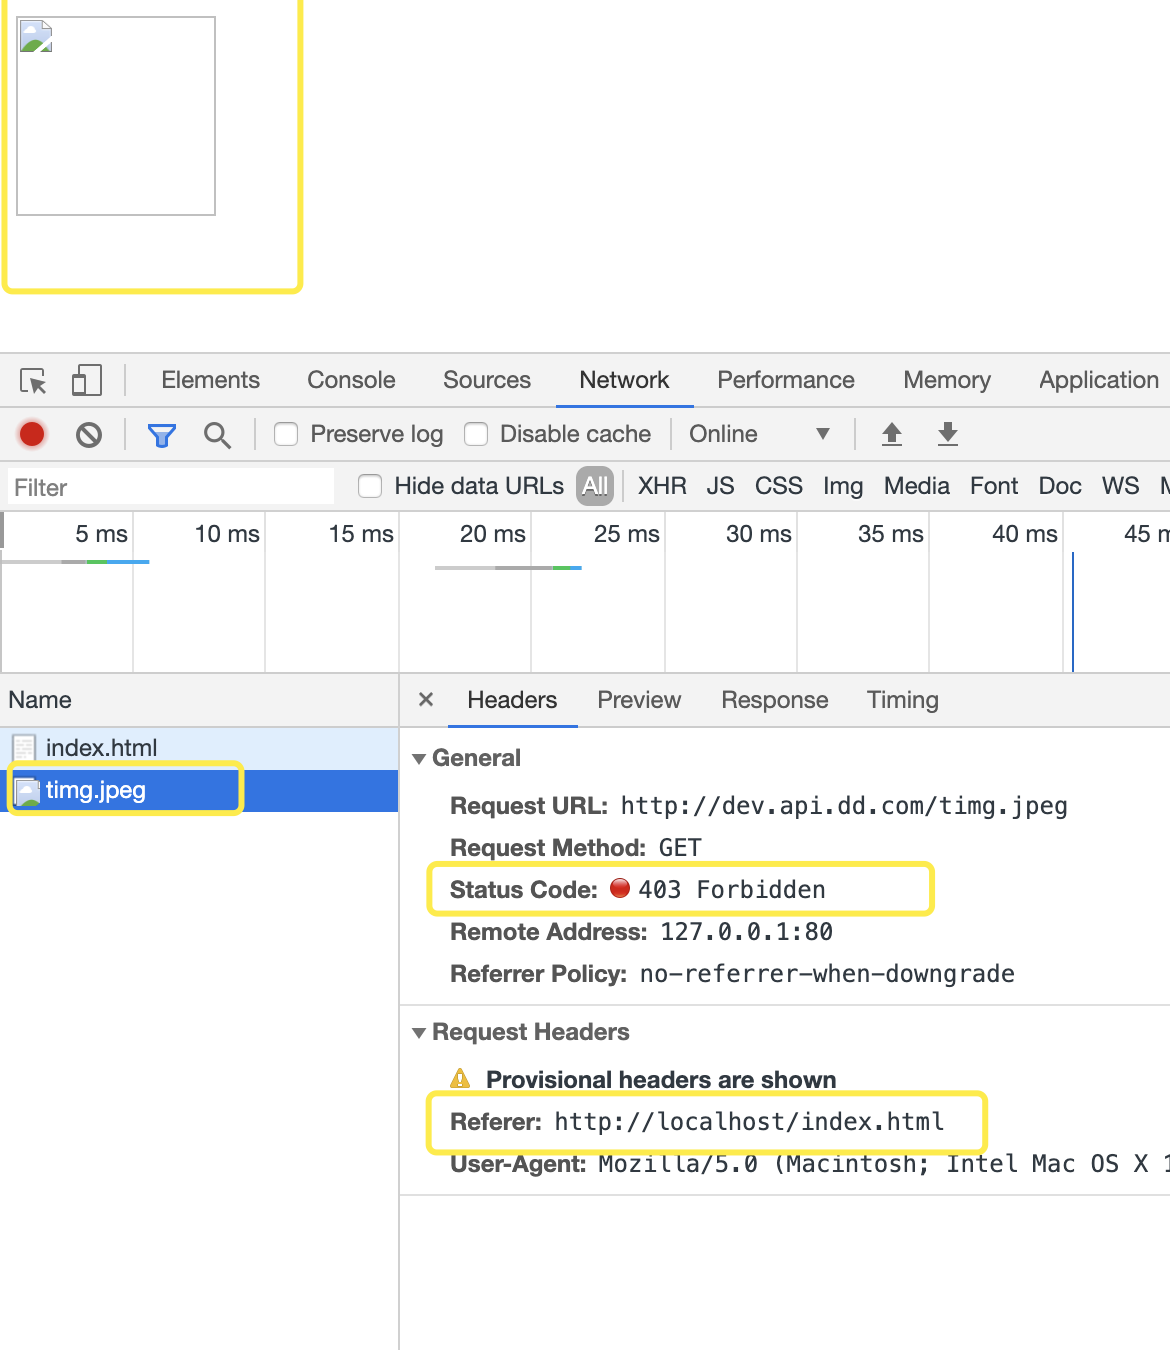 Elements Console Sources Network Performance Memory Application
Preserve log Disable cache Online
Filter Hide data URLs All XHR JS CSS Img Media Font Doc WS
5 ms 10 ms 15 ms 20 ms 25 ms 30 ms 35 ms 40 ms 45 m
Name
index.html
timg.jpeg
Headers Preview Response Timing
General
Request URL: http://dev.api.dd.com/timg.jpeg
Request Method: GET
Status Code: 403 Forbidden
Remote Address: 127.0.0.1:80
Referrer Policy: no-referrer-when-downgrade
Request Headers
Provisional headers are shown
Referer: http://localhost/index.html
User-Agent: Mozilla/5.0 (Macintosh; Intel Mac OS X 1